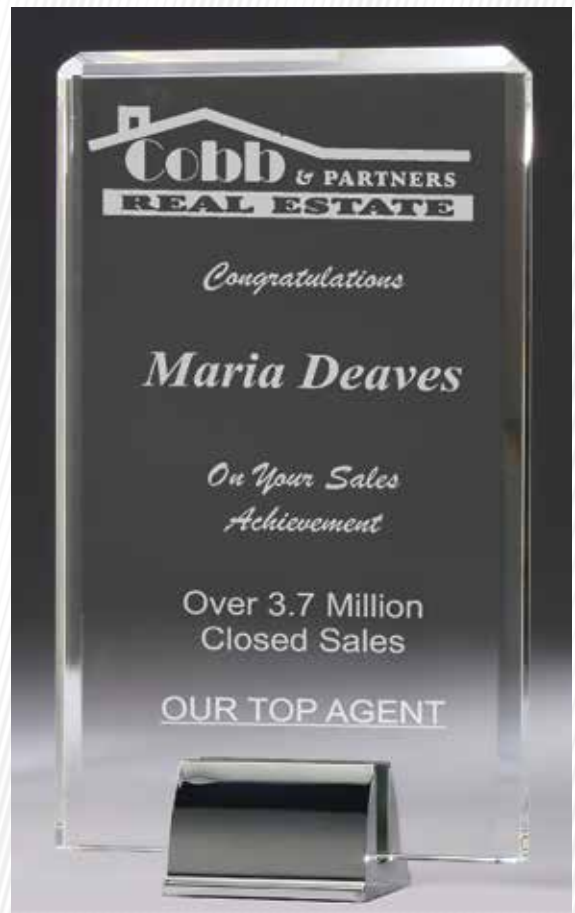 Cobb & PARTNERS
REAL ESTATE
Congratulations
Maria Deaves
On Your Sales
Achievement
Over 3.7 Million
Closed Sales
OUR TOP AGENT